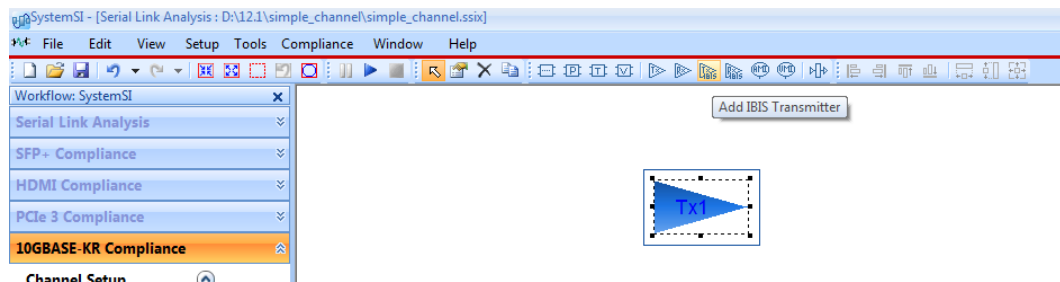 SystemSI - [Serial Link Analysis : D:\12.1\simple_channel\simple_channel.ssix]
File Edit View Setup Tools Compliance Window Help
Workflow: SystemSI
Add IBIS Transmitter
Serial Link Analysis
SFP+ Compliance
HDMI Compliance
PCIe 3 Compliance
Tx1
10GBASE-KR Compliance
Channel Setup